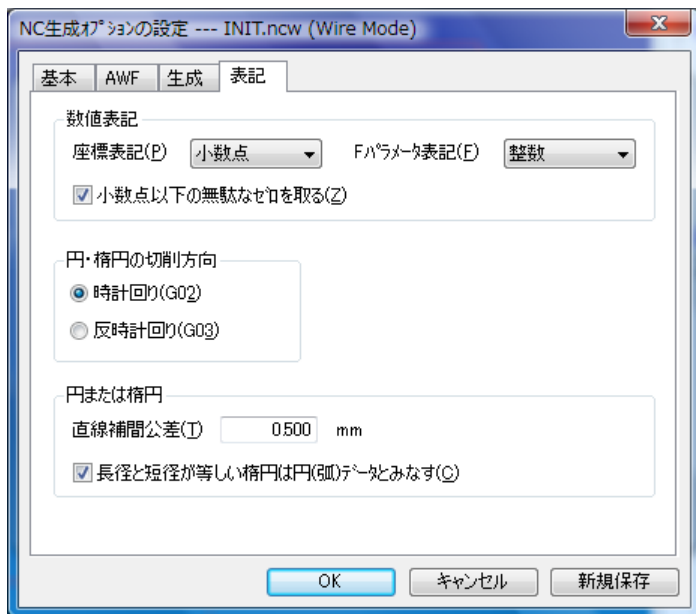 NC生成ｵﾌﾟｼｮﾝの設定 --- INIT.ncw (Wire Mode)
基本 AWF 生成 表記
数値表記
座標表記(P) 小数点 Fﾊﾟﾗﾒｰﾀ表記(F) 整数
小数点以下の無駄なｾﾞﾛを取る(Z)
円・楕円の切削方向
時計回り(G02)
反時計回り(G03)
円または楕円
直線補間公差(T) 0.500 mm
長径と短径が等しい楕円は円(弧)ﾃﾞｰﾀとみなす(C)
OK キャンセル 新規保存